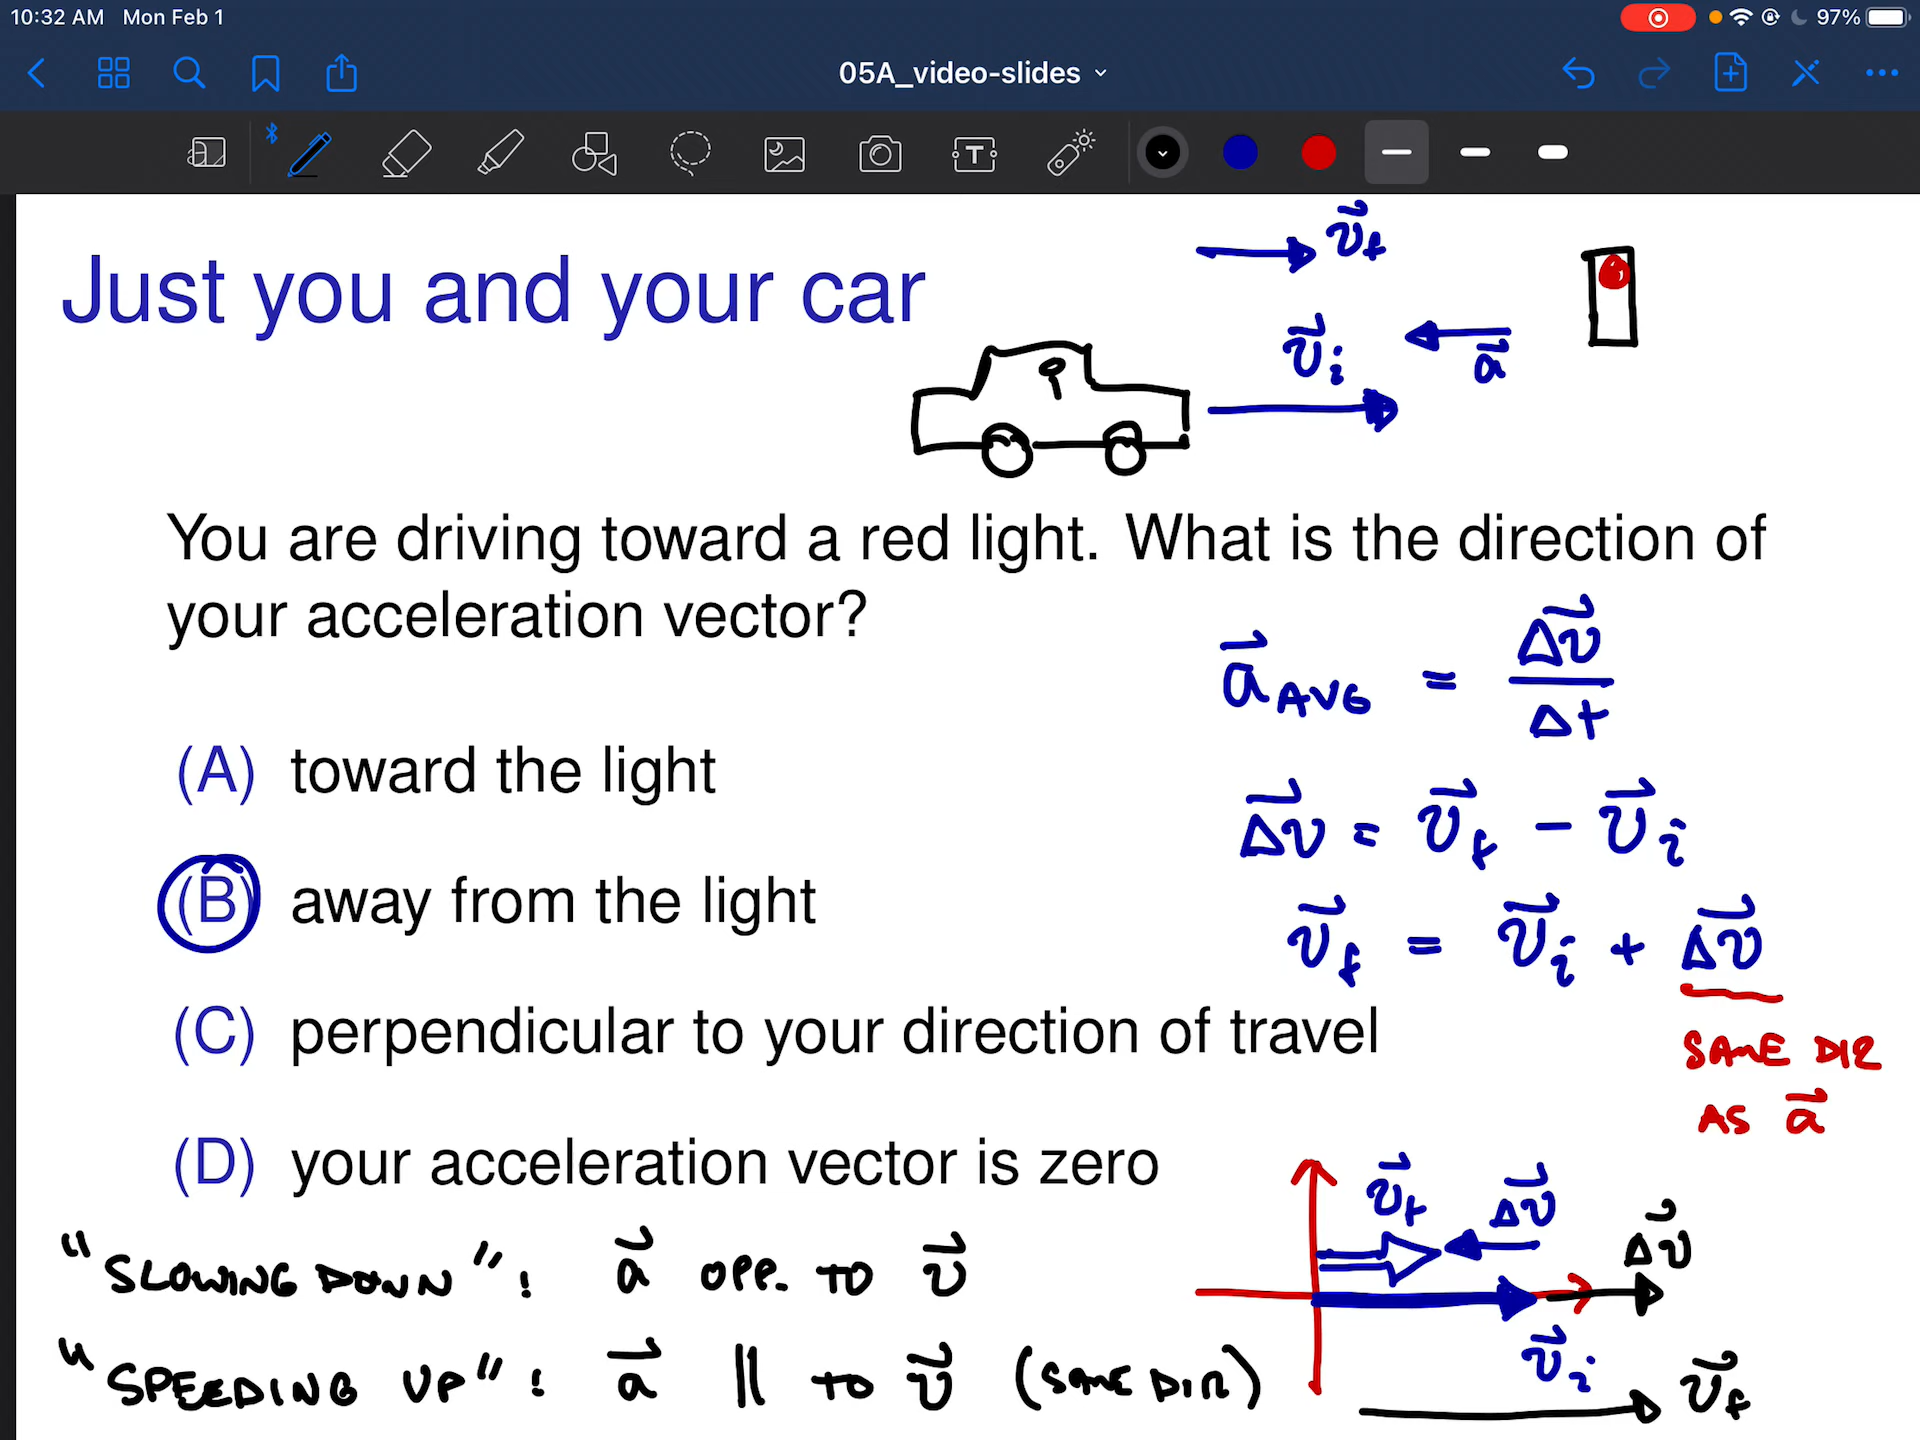 10:32 AM Mon Feb 1
97%
05A_video-slides
T
Just you and your car
v⃗f
v⃗i
a⃗
You are driving toward a red light. What is the direction of
your acceleration vector?
a⃗AVG = Δv⃗/Δt
(A) toward the light
Δv⃗ = v⃗f − v⃗i
(B) away from the light
v⃗f = v⃗i + Δv⃗
(C) perpendicular to your direction of travel
SAME DIR
AS a⃗
(D) your acceleration vector is zero
v⃗f Δv⃗
Δv⃗
"SLOWING DOWN": a⃗ OPP. TO v⃗
v⃗i
"SPEEDING UP": a⃗ || TO v⃗ (SAME DIR)
v⃗f